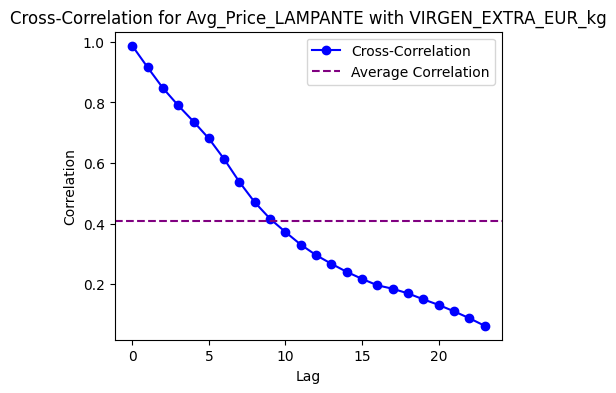 Cross-Correlation for Avg_Price_LAMPANTE with VIRGEN_EXTRA_EUR_kg
Cross-Correlation
Average Correlation
1.0
0.8
0.6
0.4
0.2
Correlation
0 5 10 15 20
Lag